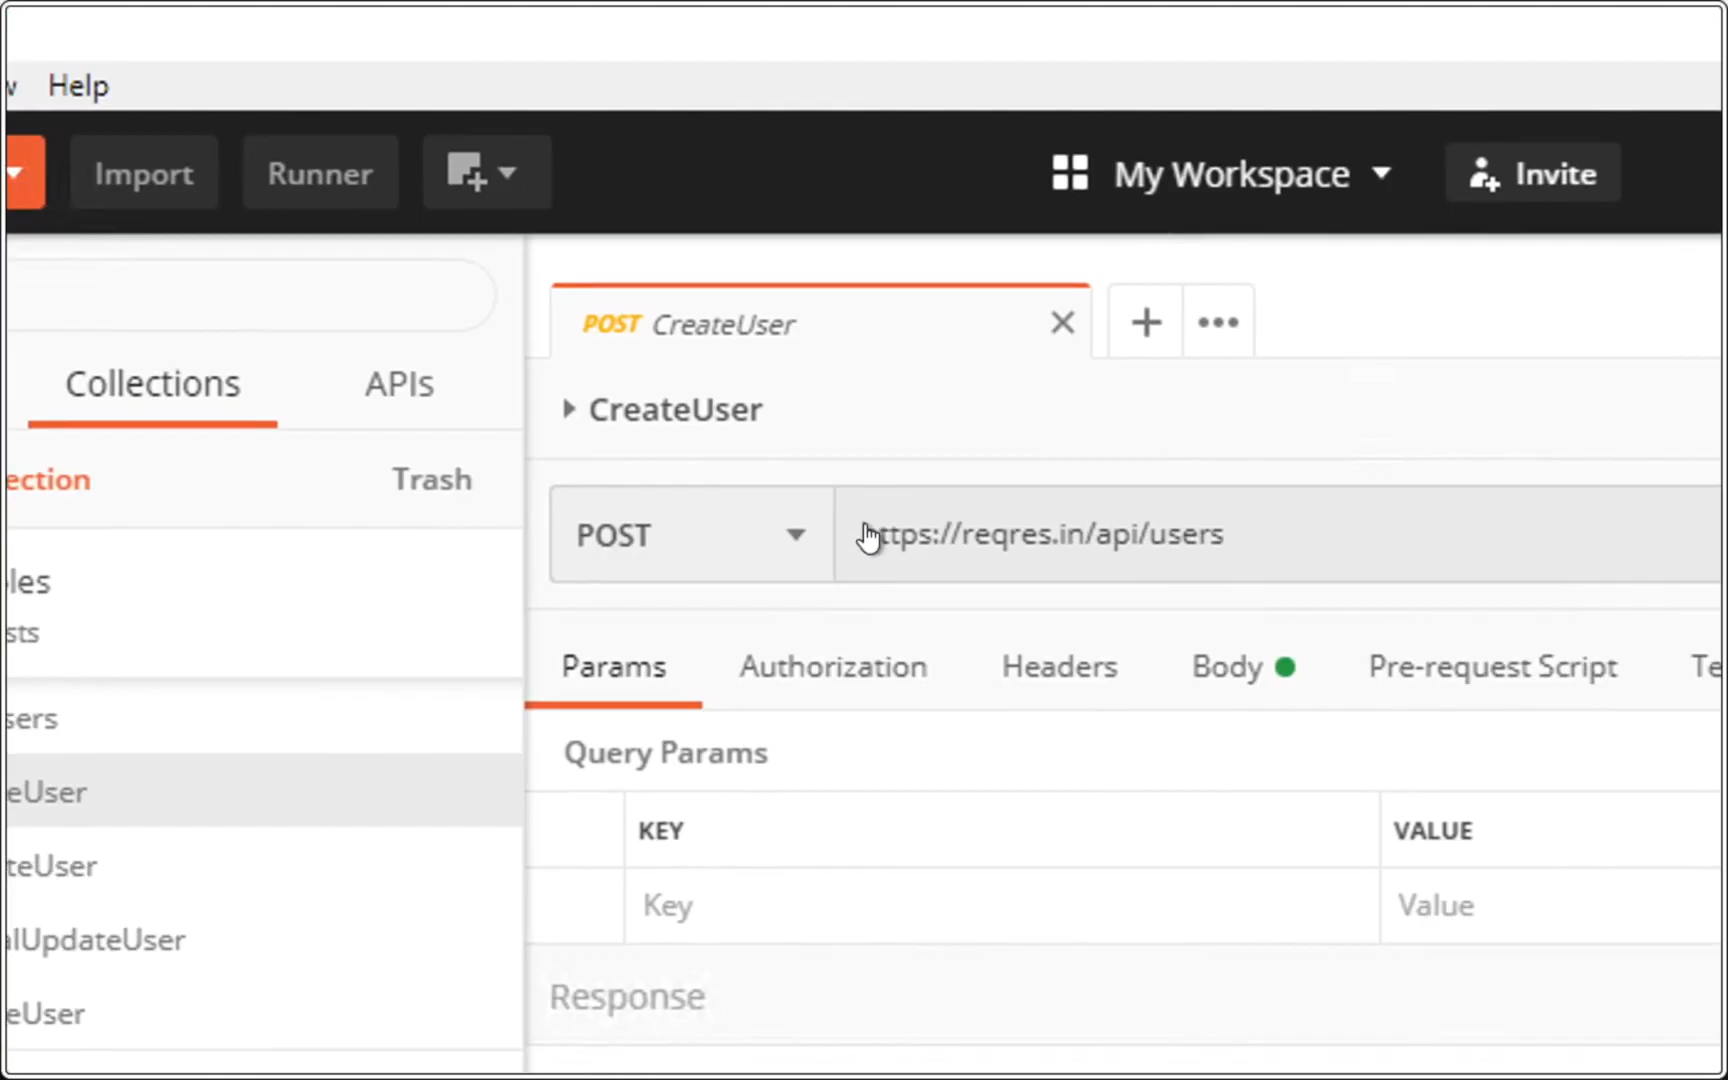 Help
Import Runner My Workspace Invite
POST CreateUser
Collections APIs
CreateUser
ection Trash
POST ttps://reqres.in/api/users
les
sts
Params Authorization Headers Body Pre-request Script Te
sers
Query Params
eUser
KEY VALUE
teUser
Key Value
alUpdateUser
Response
eUser